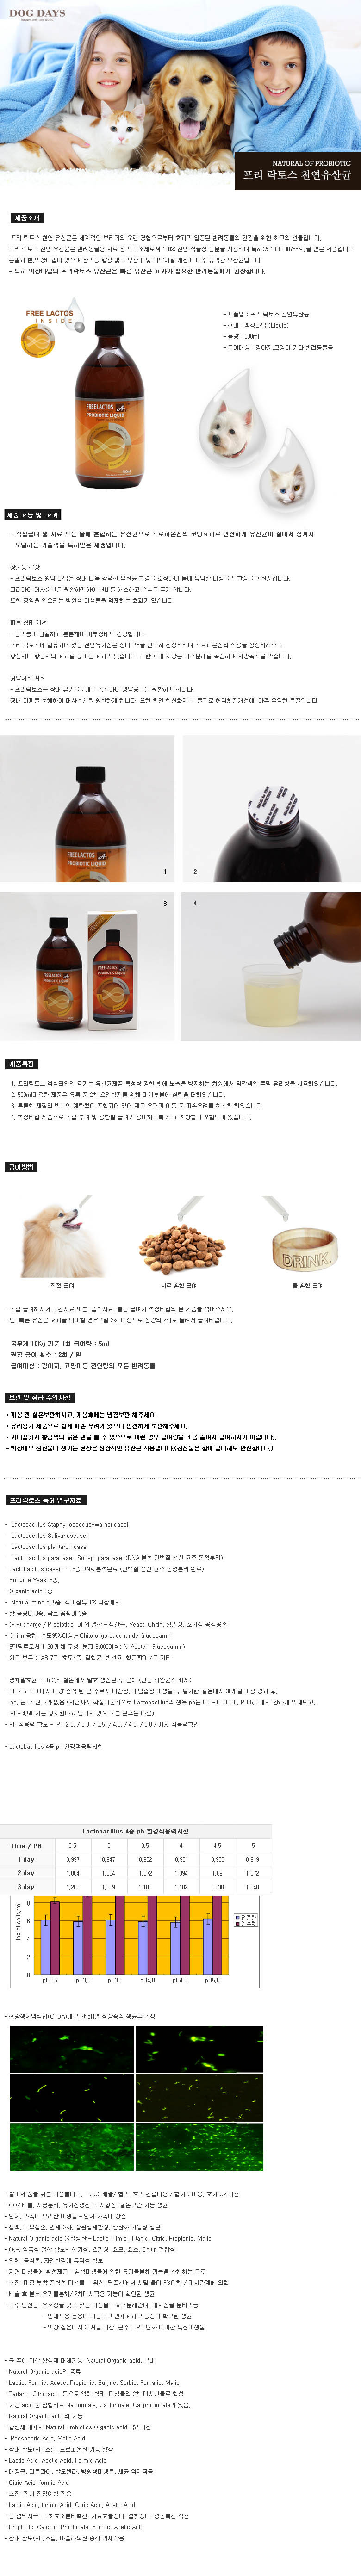 DOG DAYS
NATURAL OF PROBIOTIC
프리 락토스 천연유산균
제품소개
프리 락토스 천연 유산균은 세계적인 브리더의 오랜 경험으로부터 효과가 입증된 반려동물의 건강을 위한 최고의 선물입니다.
프리 락토스 천연 유산균은 반려동물용 사료 첨가 보조제로써 100% 천연 식물성 성분을 사용하여 특허(제10-0990769호)를 받은 제품입니다.
분말과 환,액상타입이 있으며 장기능 향상 및 피부상태 및 허약체질 개선에 아주 유익한 유산균입니다.
* 특히 액상타입의 프리락토스 유산균은 빠른 유산균 효과가 필요한 반려동물에게 권장합니다.
FREE LACTOS
INSIDE
- 제품명 : 프리 락토스 천연유산균
- 형태 : 액상타입 (Liquid)
- 용량 : 500ml
- 급여대상 : 강아지,고양이,기타 반려동물용
FREELACTOS
PROBIOTIC LIQUID
제품 효능 및 효과
* 직접급여 및 사료 또는 물에 혼합하는 유산균으로 프로피온산의 코팅효과로 안전하게 유산균이 살아서 장까지
도달하는 기술력을 특허받은 제품입니다.
장기능 향상
- 프리락토스 원액 타입은 장내 더욱 강력한 유산균 환경을 조성하여 몸에 유익한 미생물의 활성을 촉진시킵니다.
그리하여 대사순환을 원활하게하여 변비를 해소하고 흡수를 좋게 합니다.
또한 장염을 일으키는 병원성 미생물을 억제하는 효과가 있습니다.
피부 상태 개선
- 장기능이 원활하고 튼튼해야 피부상태도 건강합니다.
프리 락토스에 함유되어 있는 천연유기산은 장내 PH를 신속히 산성화하여 프로피온산의 작용을 정상화해주고
항생제나 항균제의 효과를 높이는 효과가 있습니다. 또한 체내 지방분 가수분해를 촉진하여 지방축적을 막습니다.
허약체질 개선
- 프리락토스는 장내 유기물분해를 촉진하여 영양공급을 원활하게 합니다.
장내 이끼를 분해하여 대사순환을 원활하게 합니다. 또한 천연 항산화제 신 물질로 허약체질개선에 아주 유익한 물질입니다.
FREELACTOS
PROBIOTIC LIQUID
1
2
3
4
제품특징
1. 프리락토스 액상타입의 용기는 유산균제품 특성상 강한 빛에 노출을 방지하는 차원에서 암갈색의 투명 유리병을 사용하였습니다.
2. 500ml대용량 제품은 유통 중 2차 오염방지를 위해 마개부분에 실링을 더하였습니다.
3. 튼튼한 재질의 박스와 계량컵이 포함되어 있어 제품 유격과 이동 중 파손우려를 최소화 하였습니다.
4. 액상타입 제품으로 직접 투여 및 용량별 급여가 용이하도록 30ml 계량컵이 포함되어 있습니다.
급여방법
DRINK.
직접 급여
사료 혼합 급여
물 혼합 급여
- 직접 급여하시거나 건사료 또는 습식사료, 물등 급여시 액상타입의 본 제품을 섞어주세요.
- 단, 빠른 유산균 효과를 봐야할 경우 1일 3회 이상으로 정량의 2배로 늘려서 급여바랍니다.
몸무게 10Kg 기준 1회 급여량 : 5ml
권장 급여 횟수 : 2회 / 일
급여대상 : 강아지, 고양이등 전연령의 모든 반려동물
보관 및 취급 주의사항
* 개봉 전 실온보관하시고, 개봉후에는 냉장보관 해주세요.
* 유리용기 제품으로 쉽게 파손 우려가 있으니 안전하게 보관해주세요.
* 과다섭취시 황금색의 묽은 변을 볼 수 있으므로 이런 경우 급여량을 조금 줄여서 급여하시기 바랍니다..
* 액상내부 침전물이 생기는 현상은 정상적인 유산균 작용입니다.(침전물은 함께 급여해도 안전합니다.)
프리락토스 특허 연구자료
- Lactobacillus Staphy lococcus-warnericasei
- Lactobacillus Salivariuscasei
- Lactobacillus plantarumcasei
- Lactobacillus paracasei, Subsp, paracasei (DNA 분석 단백질 생산 균주 동정분리)
- Lactobacillus casei - 5종 DNA 분석완료 (단백질 생산 균주 동정분리 완료)
- Enzyme Yeast 3종.
- Organic acid 5종
- Natural mineral 5종, 식이섬유 1% 액상에서
- 항 곰팡이 3종, 락토 곰팡이 3종.
- (+,-) charge / Probiotics DFM 결합 - 젖산균, Yeast, Chitin, 혐기성, 호기성 공생공존
- Chitin 융합, 순도95%이상,- Chito oligo saccharide Glucosamin.
- 6탄당류로서 1-20 개체 구성, 분자 5.0000이상( N-Acetyl- Glucosamin)
- 원균 보존 (LAB 7종, 효모4종, 길항균, 방선균, 항곰팡이 4종 기타
- 생체발효균 - ph 2.5, 실온에서 발효 생산된 주 균체 (인공 배양균주 배제)
- PH 2.5- 3.0 에서 대량 증식 된 균 주로서 내산성, 내담즙성 미생물: 유통기한-실온에서 36개월 이상 경과 후,
ph, 균 수 변화가 없음 (지금까지 학술이론적으로 Lactobacillus의 생육 ph는 5.5 ~ 6.0 이며, PH 5.0 에서 강하게 억제되고,
PH- 4.5에서는 정지된다고 알려져 있으나 본 균주는 다름)
- PH 적응력 확보 - PH 2.5, / 3.0, / 3.5, / 4.0, / 4.5, / 5.0 / 에서 적응력확인
- Lactobacillus 4종 ph 환경적응력시험
Lactobacillus 4종 ph 환경적응력시험
Time / PH 2.5 3 3.5 4 4.5 5
1 day 0.997 0.947 0.952 0.951 0.938 0.919
2 day 1.084 1.084 1.072 1.094 1.09 1.072
3 day 1.202 1.209 1.182 1.182 1.236 1.248
log of cells/ml
8
6
4
2
0
pH2.5 pH3.0 pH3.5 pH4.0 pH4.5 pH5.0
- 형광생체염색법(CFDA)에 의한 pH별 성장증식 생균수 측정
- 살아서 숨을 쉬는 미생물이다. - CO2 배출/ 혐기, 호기 간접이용 / 혐기 C이용, 호기 O2 이용
- CO2 배출, 자당분비, 유기산생산, 포자항성, 실온보관 가능 생균
- 인체, 가축에 유리한 미생물 - 인체 가축에 상존
- 점액, 피부생존, 인체소화, 장관생체활성, 항산화 기능성 생균
- Natural Organic acid 물질생산 - Lactic, Fimic, Titanic, Citric, Propionic, Malic
- (+,-) 양극성 결합 확보- 혐기성, 호기성, 효모, 효소, Chitin 결합성
- 인체, 동식물, 자연환경에 유익성 확보
- 자연 미생물에 활성제공 - 활성미생물에 의한 유기물분해 기능을 수행하는 균주
- 소장, 대장 부착 증식성 미생물 - 위산, 담즙산에서 사멸 률이 3%미하 / 대사관계에 의합
- 배출 후 분뇨 유기물분해/ 2차대사작용 기능이 확인된 생균
- 숙주 안전성, 유효성을 갖고 있는 미생물 - 효소분해관여, 대사산물 분비기능
- 인체적용 음용이 가능하고 인체효과 기능성이 확보된 생균
- 액상 실온에서 36개월 이상, 균주수 PH 변화 미미한 특성미생물
- 균 주에 의한 항생제 대체기능 Natural Organic acid, 분비
- Natural Organic acid의 종류
- Lactic, Formic, Acetic, Propionic, Butyric, Sorbic, Fumaric, Malic,
- Tartaric, Citric acid, 등으로 액체 상태, 미생물의 2차 대사산물로 형성
- 가공 acid 중 염형태로 Na-formate, Ca-formate, Ca-propionate가 있음,
- Natural Organic acid 의 기능
- 항생제 대체제 Natural Probiotics Organic acid 약리기전
- Phosphoric Acid, Malic Acid
- 장내 산도(PH)조절, 프로피온산 기능 향상
- Lactic Acid, Acetic Acid, Formic Acid
- 대장균, 리콜라이, 살모넬라, 병원성미생물, 세균 억제작용
- Citric Acid, formic Acid
- 소장, 장내 장염예방 작용
- Lactic Acid, formic Acid, Citric Acid, Acetic Acid
- 장 점막자극, 소화효소분비촉진, 사료효율증대, 섭취증대, 성장촉진 작용
- Propionic, Calcium Propionate, Formic, Acetic Acid
- 장내 산도(PH)조절, 아플라톡신 증식 억제작용